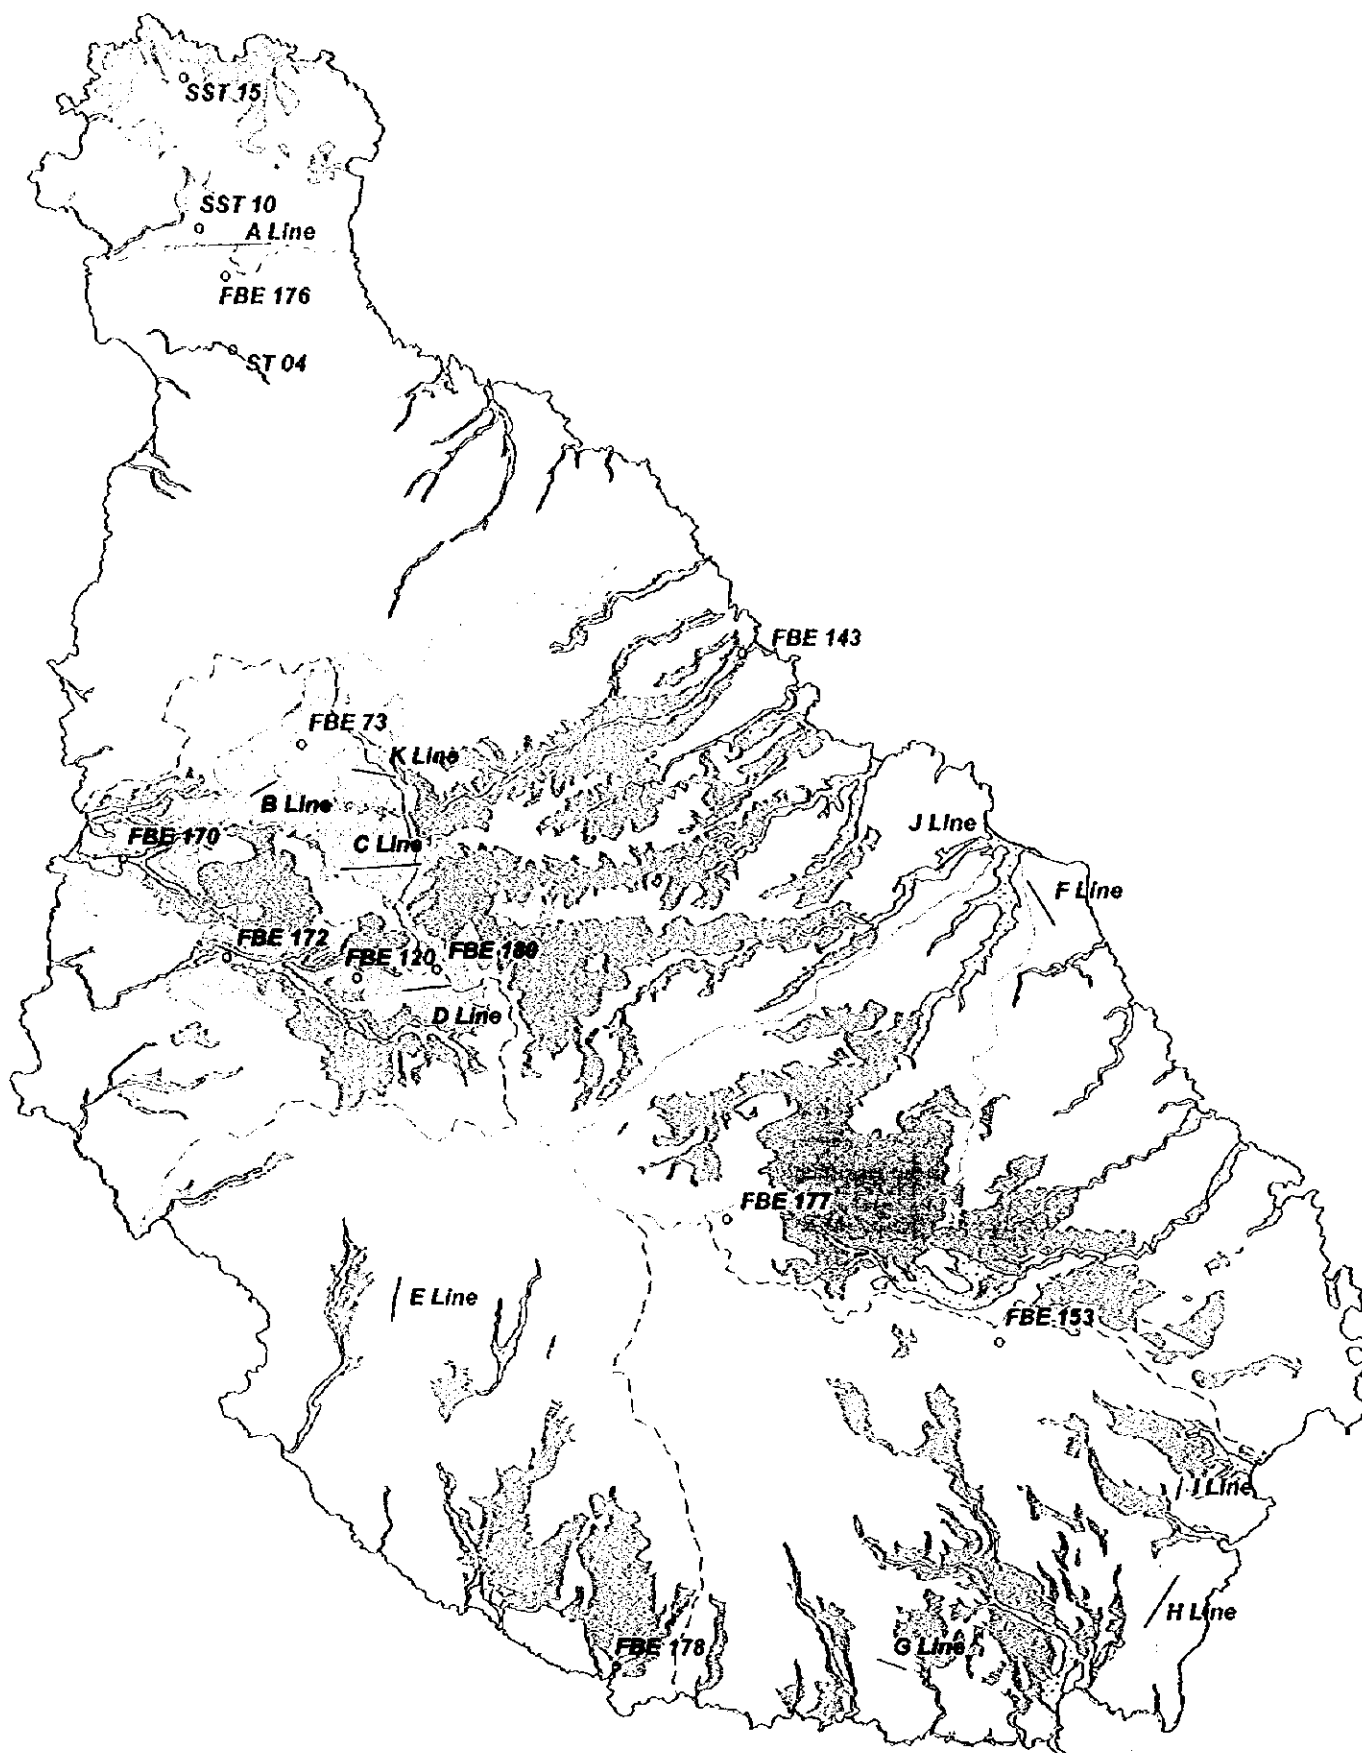 SST 15
SST 10
A Line
FBE 176
ST 04
FBE 143
FBE 73
K Line
B Line
FBE 170
C Line
J Line
F Line
FBE 172
FBE 120
FBE 180
D Line
FBE 177
E Line
FBE 153
I Line
H Line
G Line
FBE 178